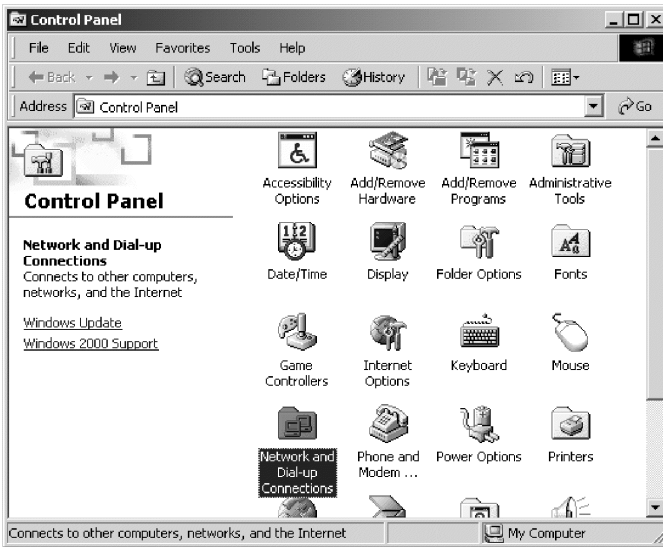 Control Panel
File Edit View Favorites Tools Help
Back Search Folders History
Address Control Panel Go
Control Panel
Network and Dial-up
Connections
Connects to other computers,
networks, and the Internet
Windows Update
Windows 2000 Support
Accessibility
Options
Add/Remove
Hardware
Add/Remove
Programs
Administrative
Tools
12
Date/Time
Display
Folder Options
Fonts
Game
Controllers
Internet
Options
Keyboard
Mouse
Network and
Dial-up
Connections
Phone and
Modem ...
Power Options
Printers
Connects to other computers, networks, and the Internet
My Computer